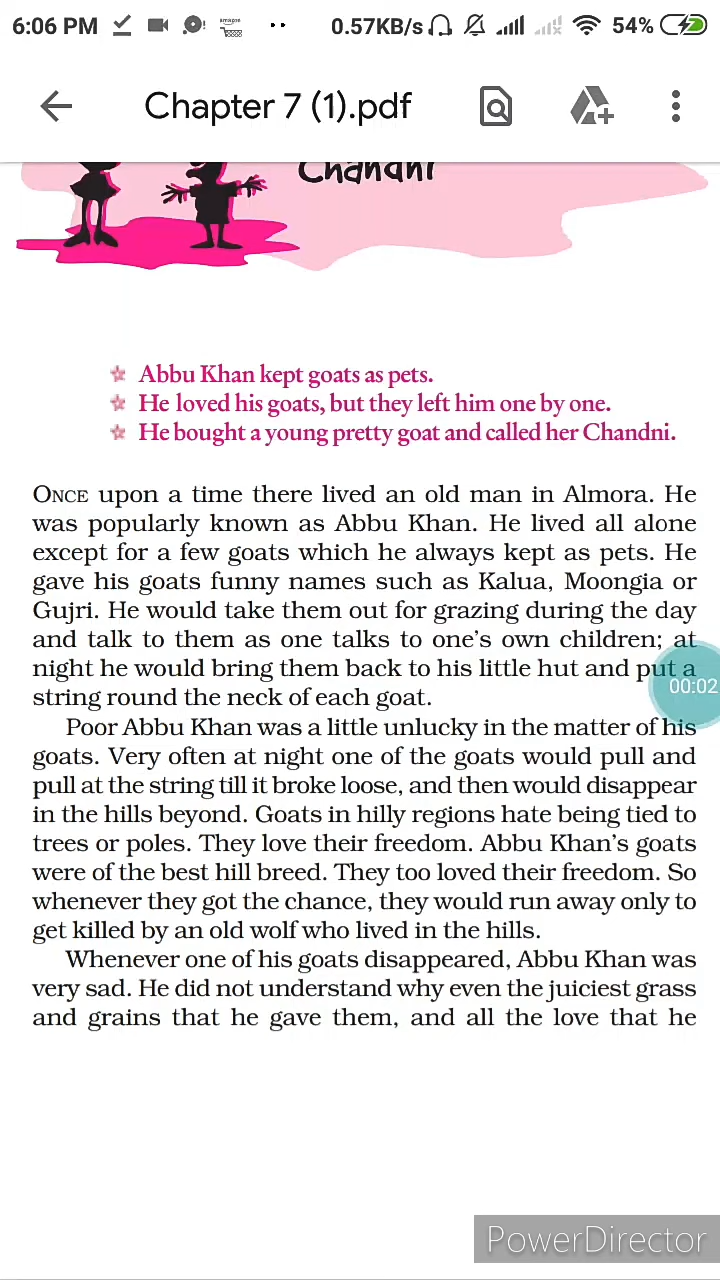 6:06 PM amazon 0.57KB/s 54%
Chapter 7 (1).pdf
Chandni
Abbu Khan kept goats as pets.
He loved his goats, but they left him one by one.
He bought a young pretty goat and called her Chandni.
ONCE upon a time there lived an old man in Almora. He
was popularly known as Abbu Khan. He lived all alone
except for a few goats which he always kept as pets. He
gave his goats funny names such as Kalua, Moongia or
Gujri. He would take them out for grazing during the day
and talk to them as one talks to one's own children; at
night he would bring them back to his little hut and put a
string round the neck of each goat.
00:02
Poor Abbu Khan was a little unlucky in the matter of his
goats. Very often at night one of the goats would pull and
pull at the string till it broke loose, and then would disappear
in the hills beyond. Goats in hilly regions hate being tied to
trees or poles. They love their freedom. Abbu Khan's goats
were of the best hill breed. They too loved their freedom. So
whenever they got the chance, they would run away only to
get killed by an old wolf who lived in the hills.
Whenever one of his goats disappeared, Abbu Khan was
very sad. He did not understand why even the juiciest grass
and grains that he gave them, and all the love that he
PowerDirector